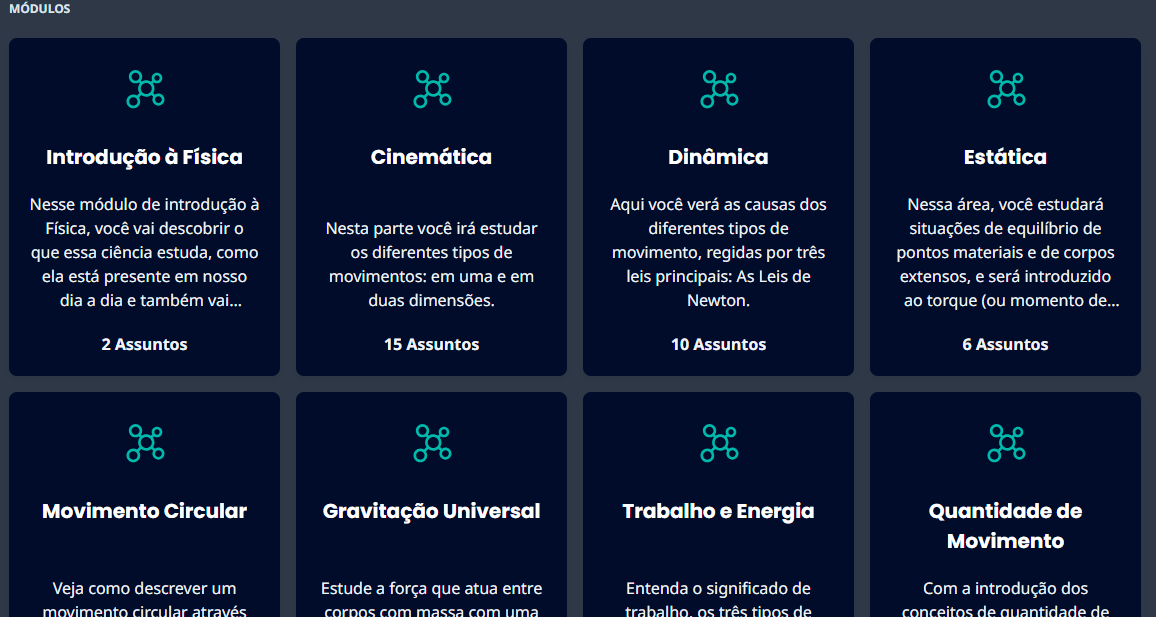 MÓDULOS
Introdução à Física
Nesse módulo de introdução à
Física, você vai descobrir o
que essa ciência estuda, como
ela está presente em nosso
dia a dia e também vai...
2 Assuntos
Cinemática
Nesta parte você irá estudar
os diferentes tipos de
movimentos: em uma e em
duas dimensões.
15 Assuntos
Dinâmica
Aqui você verá as causas dos
diferentes tipos de
movimento, regidas por três
leis principais: As Leis de
Newton.
10 Assuntos
Estática
Nessa área, você estudará
situações de equilíbrio de
pontos materiais e de corpos
extensos, e será introduzido
ao torque (ou momento de...
6 Assuntos
Movimento Circular
Veja como descrever um
movimento circular através
Gravitação Universal
Estude a força que atua entre
corpos com massa com uma
Trabalho e Energia
Entenda o significado de
trabalho, os três tipos de
Quantidade de
Movimento
Com a introdução dos
conceitos de quantidade de